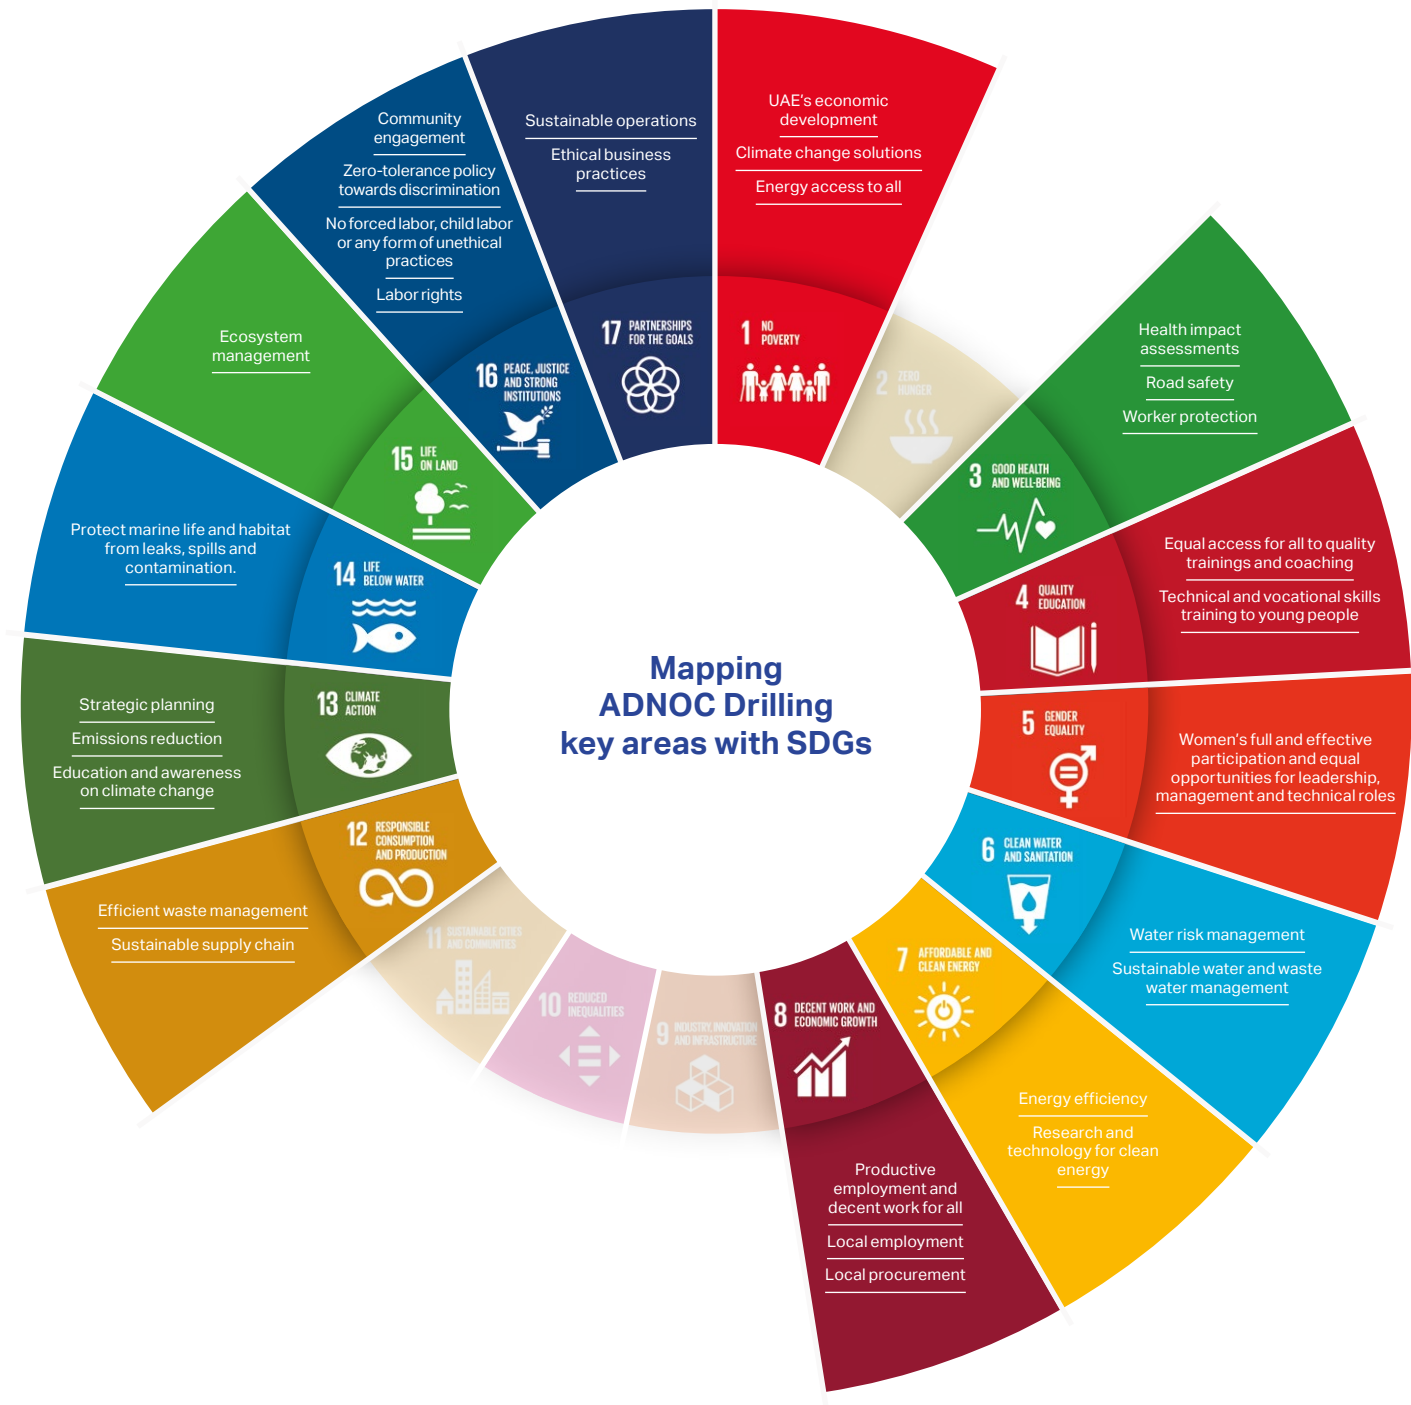 Mapping
ADNOC Drilling
key areas with SDGs
UAE's economic
development
Climate change solutions
Energy access to all
1 NO
POVERTY
2 ZERO
HUNGER
Health impact
assessments
Road safety
Worker protection
3 GOOD HEALTH
AND WELL-BEING
Equal access for all to quality
trainings and coaching
Technical and vocational skills
training to young people
4 QUALITY
EDUCATION
Women's full and effective
participation and equal
opportunities for leadership,
management and technical roles
5 GENDER
EQUALITY
Water risk management
Sustainable water and waste
water management
6 CLEAN WATER
AND SANITATION
Energy efficiency
Research and
technology for clean
energy
7 AFFORDABLE AND
CLEAN ENERGY
Productive
employment and
decent work for all
Local employment
Local procurement
8 DECENT WORK AND
ECONOMIC GROWTH
9 INDUSTRY, INNOVATION
AND INFRASTRUCTURE
10 REDUCED
INEQUALITIES
11 SUSTAINABLE CITIES
AND COMMUNITIES
Efficient waste management
Sustainable supply chain
12 RESPONSIBLE
CONSUMPTION
AND PRODUCTION
Strategic planning
Emissions reduction
Education and awareness
on climate change
13 CLIMATE
ACTION
Protect marine life and habitat
from leaks, spills and
contamination.
14 LIFE
BELOW WATER
Ecosystem
management
15 LIFE
ON LAND
Community
engagement
Zero-tolerance policy
towards discrimination
No forced labor, child labor
or any form of unethical
practices
Labor rights
16 PEACE, JUSTICE
AND STRONG
INSTITUTIONS
Sustainable operations
Ethical business
practices
17 PARTNERSHIPS
FOR THE GOALS